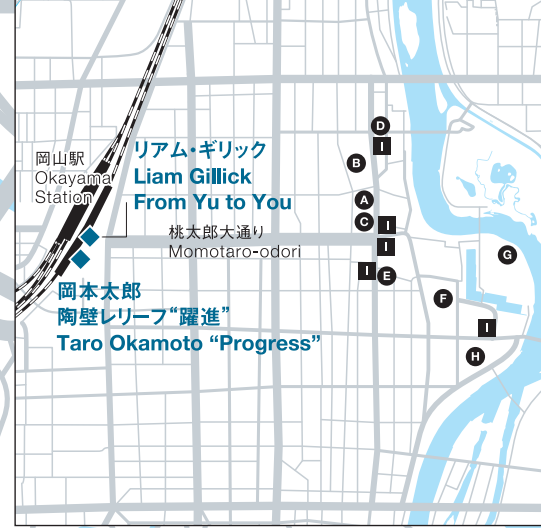 岡山駅
Okayama
Station
リアム・ギリック
Liam Gillick
From Yu to You
桃太郎大通り
Momotaro-odori
岡本太郎
陶壁レリーフ“躍進”
Taro Okamoto “Progress”
D
I
B
A
C
I
I
I
E
G
F
I
H